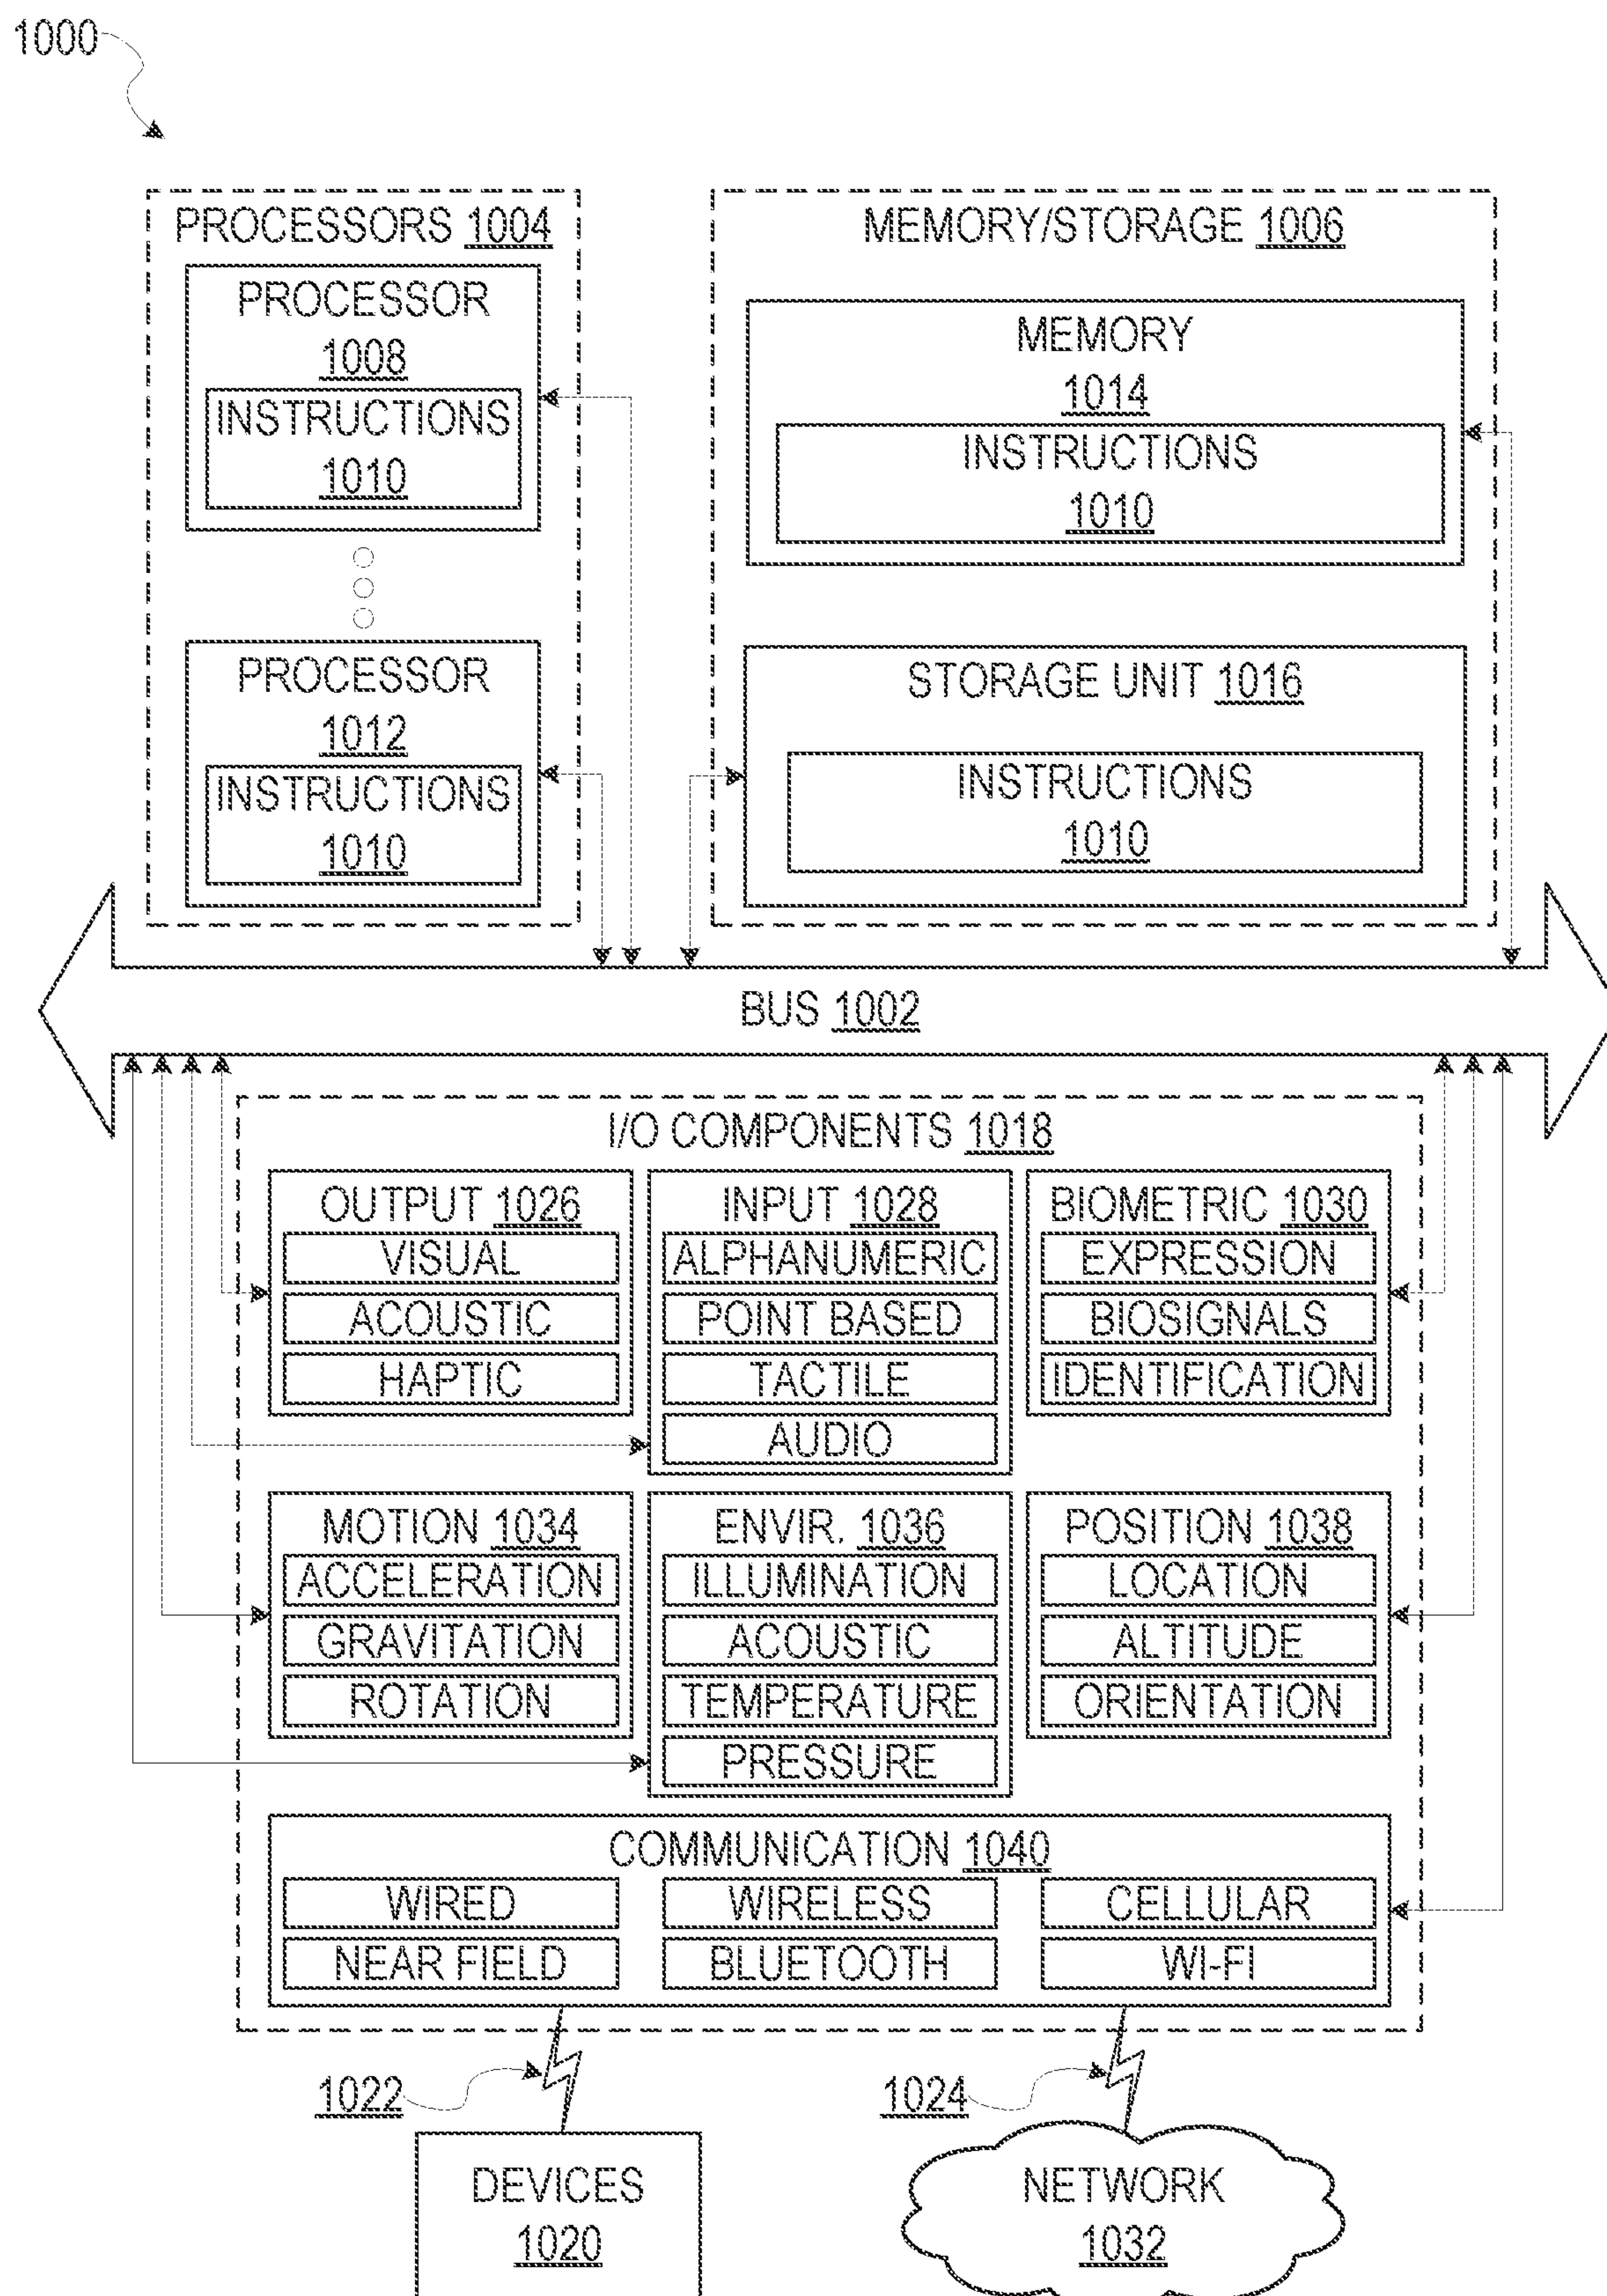 1000
PROCESSORS 1004
PROCESSOR
1008
INSTRUCTIONS
1010
PROCESSOR
1012
INSTRUCTIONS
1010
MEMORY/STORAGE 1006
MEMORY
1014
INSTRUCTIONS
1010
STORAGE UNIT 1016
INSTRUCTIONS
1010
BUS 1002
I/O COMPONENTS 1018
OUTPUT 1026
VISUAL
ACOUSTIC
HAPTIC
INPUT 1028
ALPHANUMERIC
POINT BASED
TACTILE
AUDIO
BIOMETRIC 1030
EXPRESSION
BIOSIGNALS
IDENTIFICATION
MOTION 1034
ACCELERATION
GRAVITATION
ROTATION
ENVIR. 1036
ILLUMINATION
ACOUSTIC
TEMPERATURE
PRESSURE
POSITION 1038
LOCATION
ALTITUDE
ORIENTATION
COMMUNICATION 1040
WIRED
WIRELESS
CELLULAR
NEAR FIELD
BLUETOOTH
WI-FI
1022
1024
DEVICES
1020
NETWORK
1032